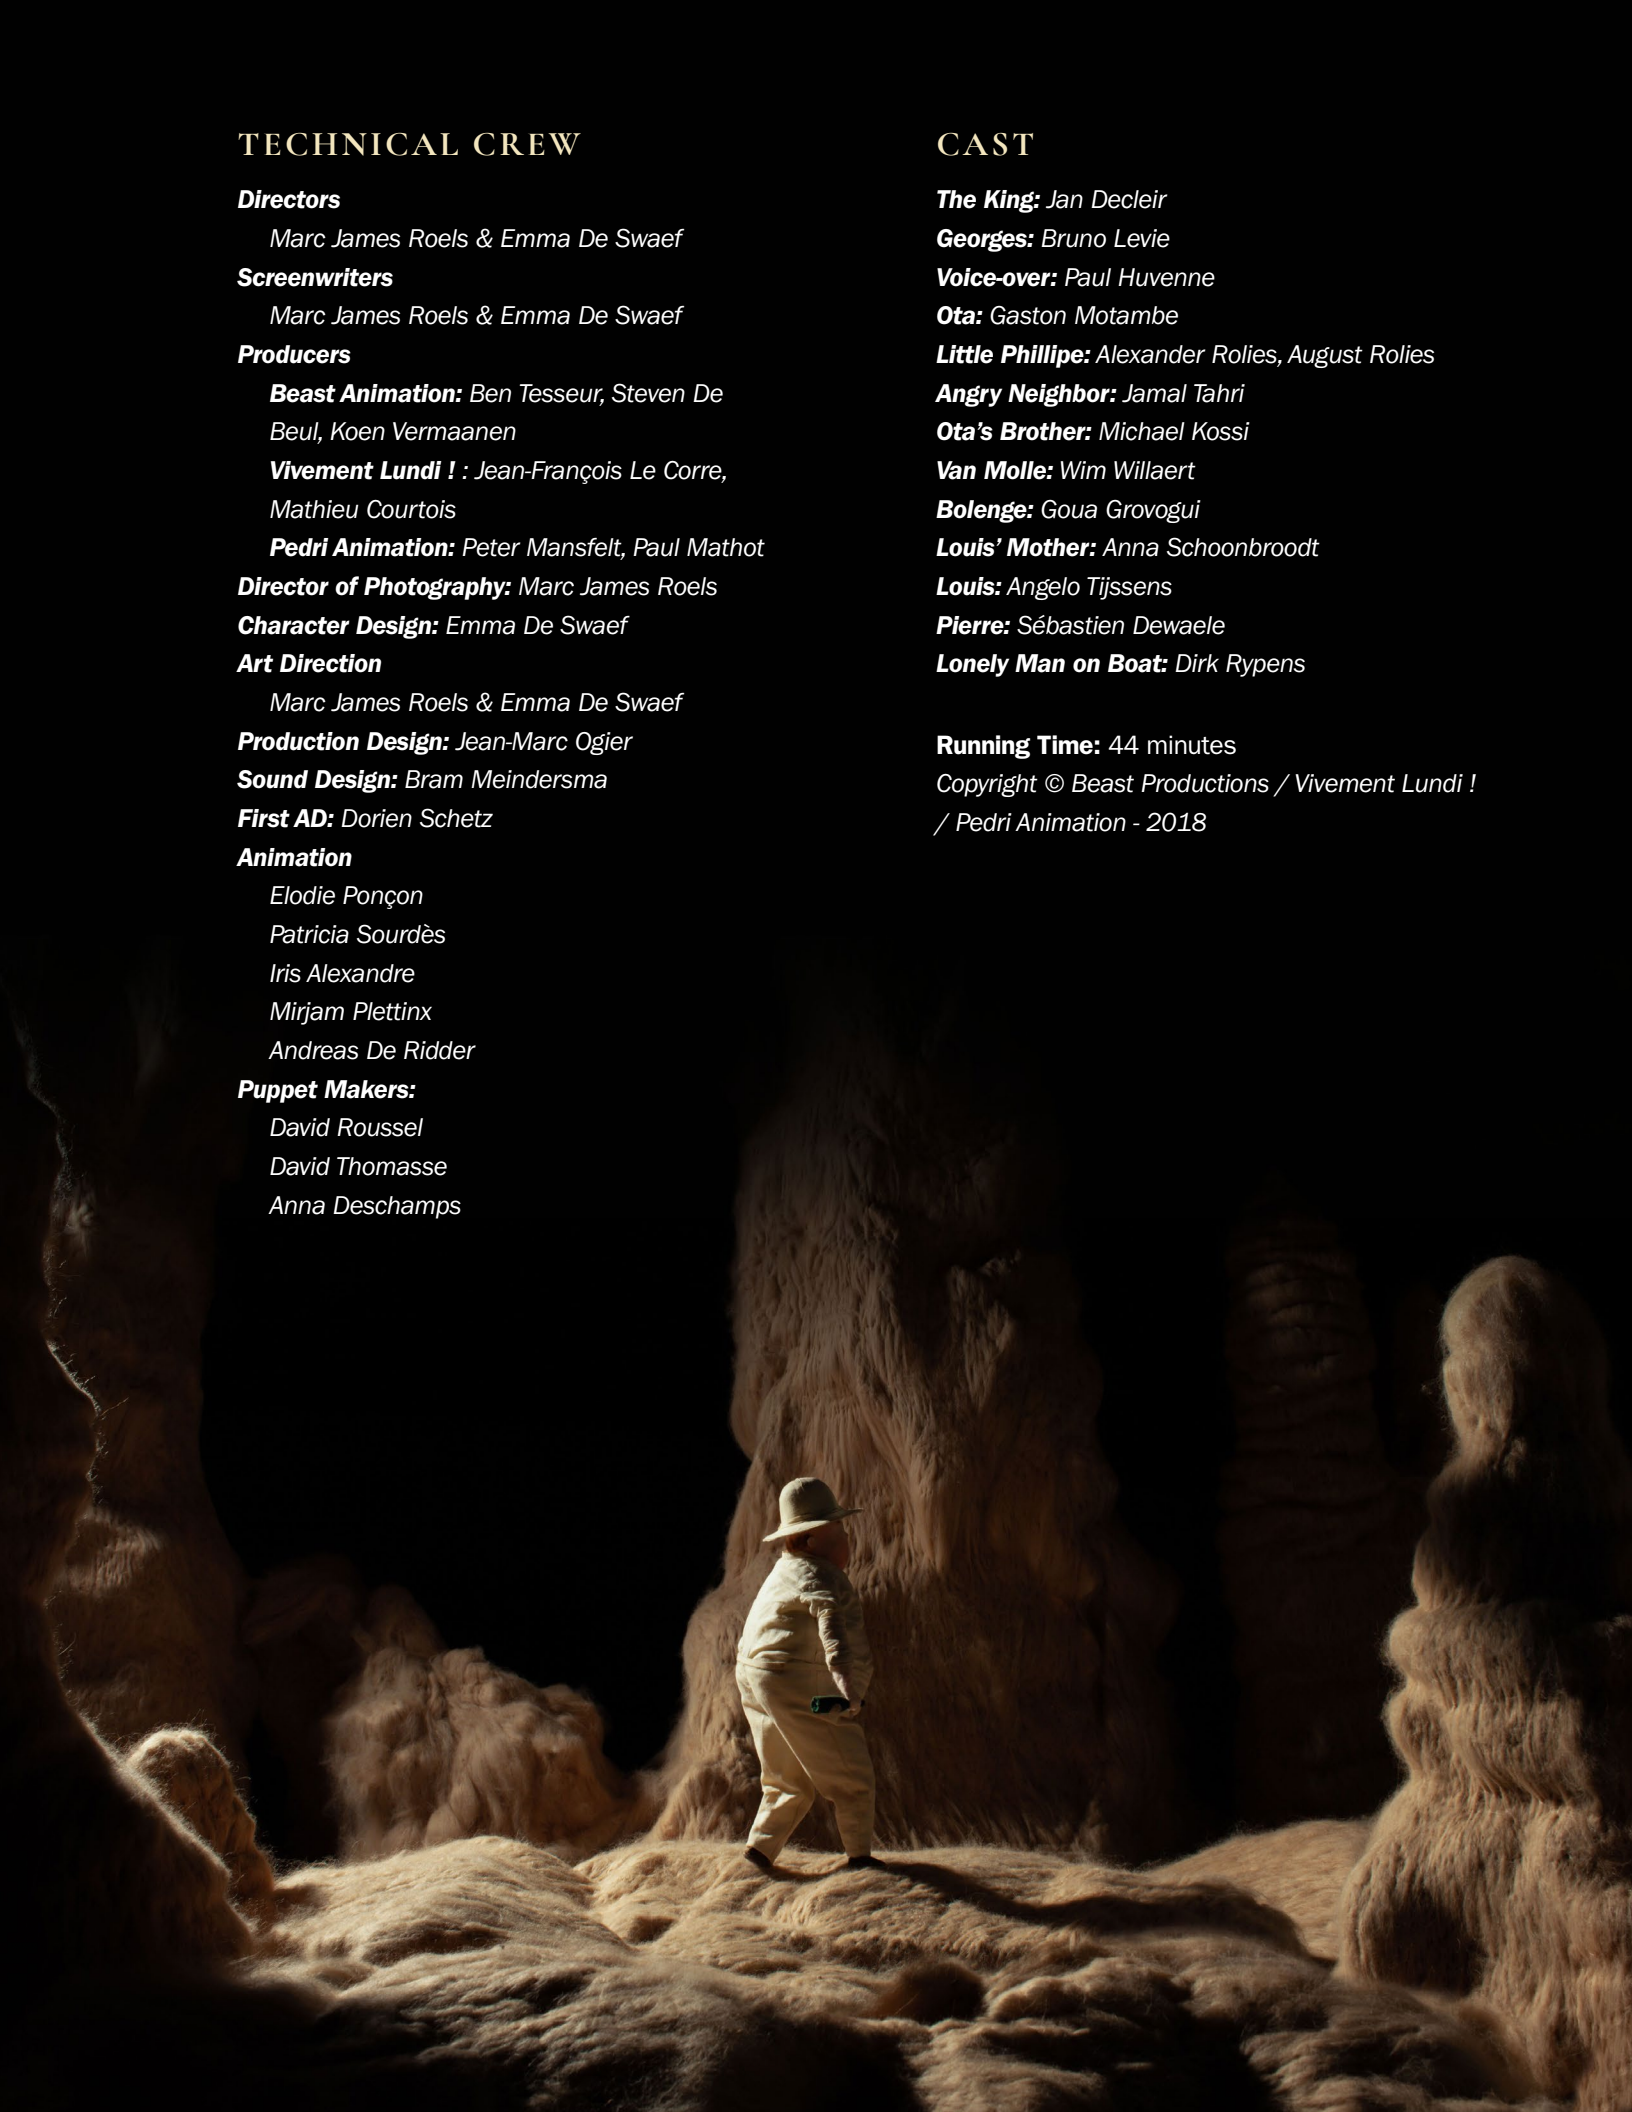 TECHNICAL CREW
Directors
Marc James Roels & Emma De Swaef
Screenwriters
Marc James Roels & Emma De Swaef
Producers
Beast Animation: Ben Tesseur, Steven De
Beul, Koen Vermaanen
Vivement Lundi ! : Jean-François Le Corre,
Mathieu Courtois
Pedri Animation: Peter Mansfelt, Paul Mathot
Director of Photography: Marc James Roels
Character Design: Emma De Swaef
Art Direction
Marc James Roels & Emma De Swaef
Production Design: Jean-Marc Ogier
Sound Design: Bram Meindersma
First AD: Dorien Schetz
Animation
Elodie Ponçon
Patricia Sourdès
Iris Alexandre
Mirjam Plettinx
Andreas De Ridder
Puppet Makers:
David Roussel
David Thomasse
Anna Deschamps
CAST
The King: Jan Decleir
Georges: Bruno Levie
Voice-over: Paul Huvenne
Ota: Gaston Motambe
Little Phillipe: Alexander Rolies, August Rolies
Angry Neighbor: Jamal Tahri
Ota's Brother: Michael Kossi
Van Molle: Wim Willaert
Bolenge: Goua Grovogui
Louis' Mother: Anna Schoonbroodt
Louis: Angelo Tijssens
Pierre: Sébastien Dewaele
Lonely Man on Boat: Dirk Rypens
Running Time: 44 minutes
Copyright © Beast Productions / Vivement Lundi !
/ Pedri Animation - 2018